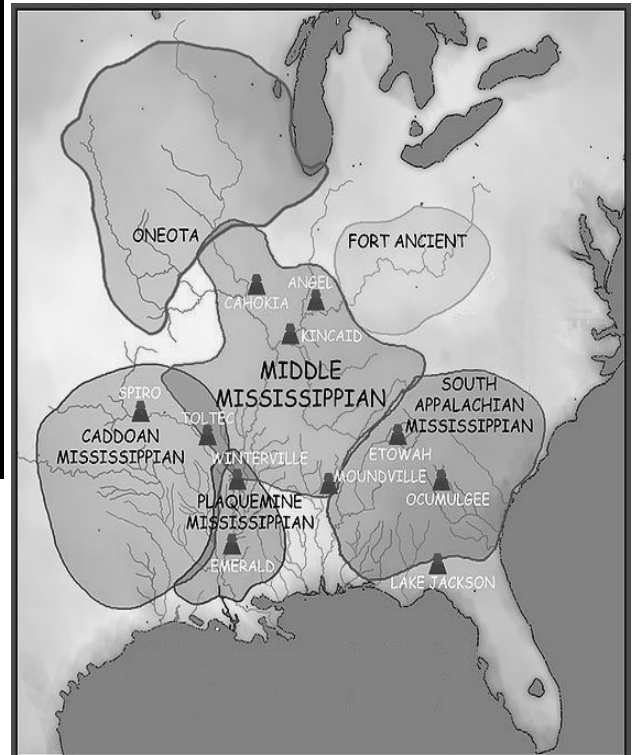 ONEOTA
FORT ANCIENT
ANGEL
CAHOKIA
KINCAID
MIDDLE
MISSISSIPPIAN
SPIRO
CADDOAN
MISSISSIPPIAN
TOLTEC
SOUTH
APPALACHIAN
MISSISSIPPIAN
ETOWAH
WINTERVILLE
MOUNDVILLE
OCUMULGEE
PLAQUEMINE
MISSISSIPPIAN
EMERALD
LAKE JACKSON